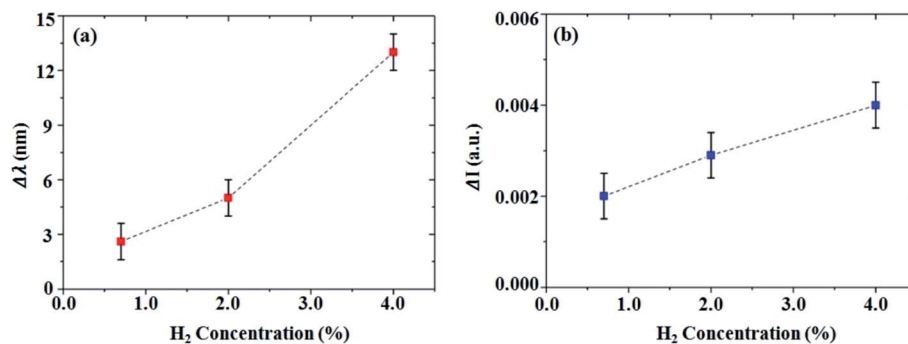 (a)
15
12
9
6
3
0
Δλ (nm)
0.0 1.0 2.0 3.0 4.0
H₂ Concentration (%)
(b)
0.006
0.004
0.002
0.000
ΔI (a.u.)
0.0 1.0 2.0 3.0 4.0
H₂ Concentration (%)